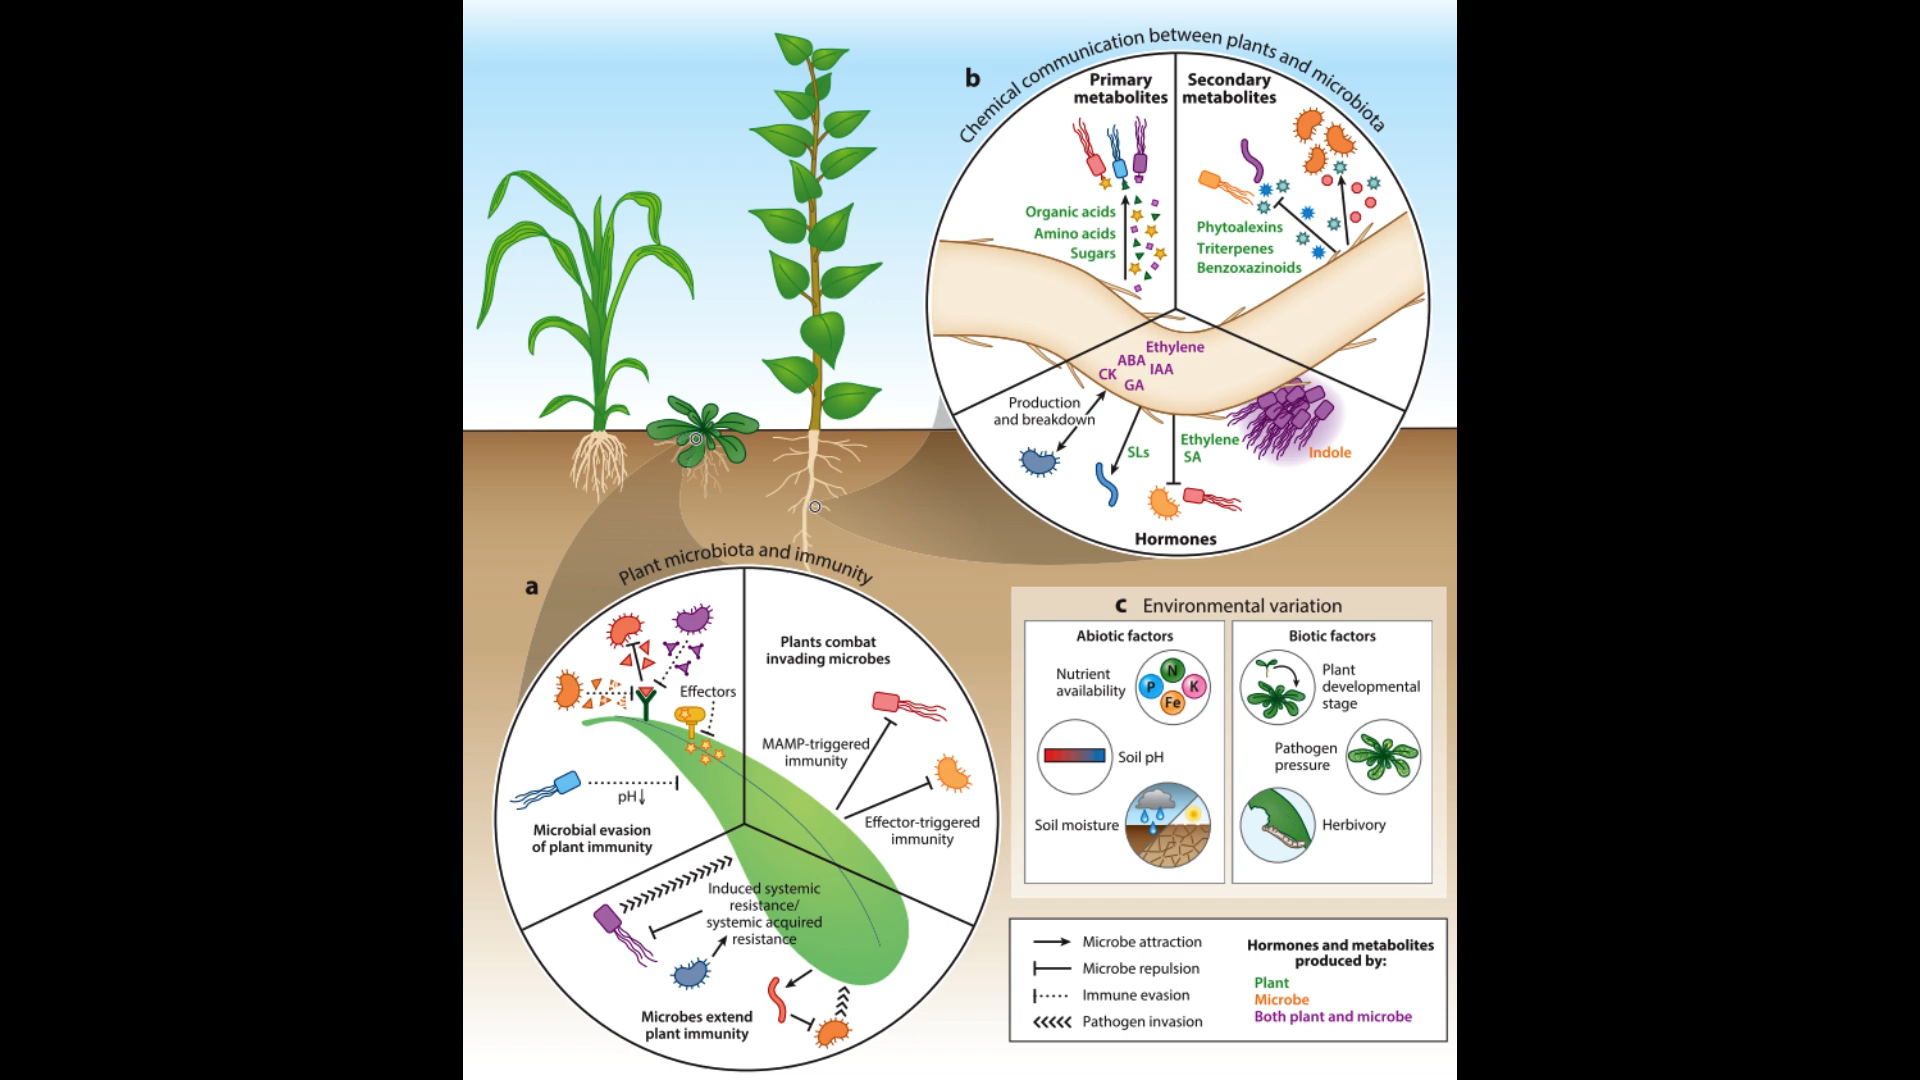 b
Chemical communication between plants and microbiota
Primary
metabolites
Secondary
metabolites
Organic acids
Amino acids
Sugars
Phytoalexins
Triterpenes
Benzoxazinoids
Ethylene
ABA
IAA
CK
GA
Production
and breakdown
SLs
Ethylene
SA
Indole
Hormones
a
Plant microbiota and immunity
Effectors
pH↓
Microbial evasion
of plant immunity
Plants combat
invading microbes
MAMP-triggered
immunity
Effector-triggered
immunity
Induced systemic
resistance/
systemic acquired
resistance
Microbes extend
plant immunity
c Environmental variation
Abiotic factors
Nutrient
availability
N
P
K
Fe
Soil pH
Soil moisture
Biotic factors
Plant
developmental
stage
Pathogen
pressure
Herbivory
Microbe attraction
Microbe repulsion
Immune evasion
Pathogen invasion
Hormones and metabolites
produced by:
Plant
Microbe
Both plant and microbe